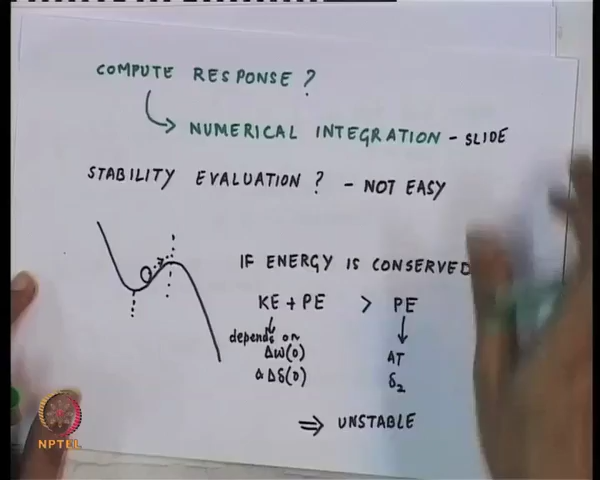 COMPUTE RESPONSE ?
NUMERICAL INTEGRATION - SLIDE
STABILITY EVALUATION ? - NOT EASY
IF ENERGY IS CONSERVED
KE + PE > PE
depends on
Δω(0)
& Δδ(0)
AT
δ2
⇒ UNSTABLE
NPTEL